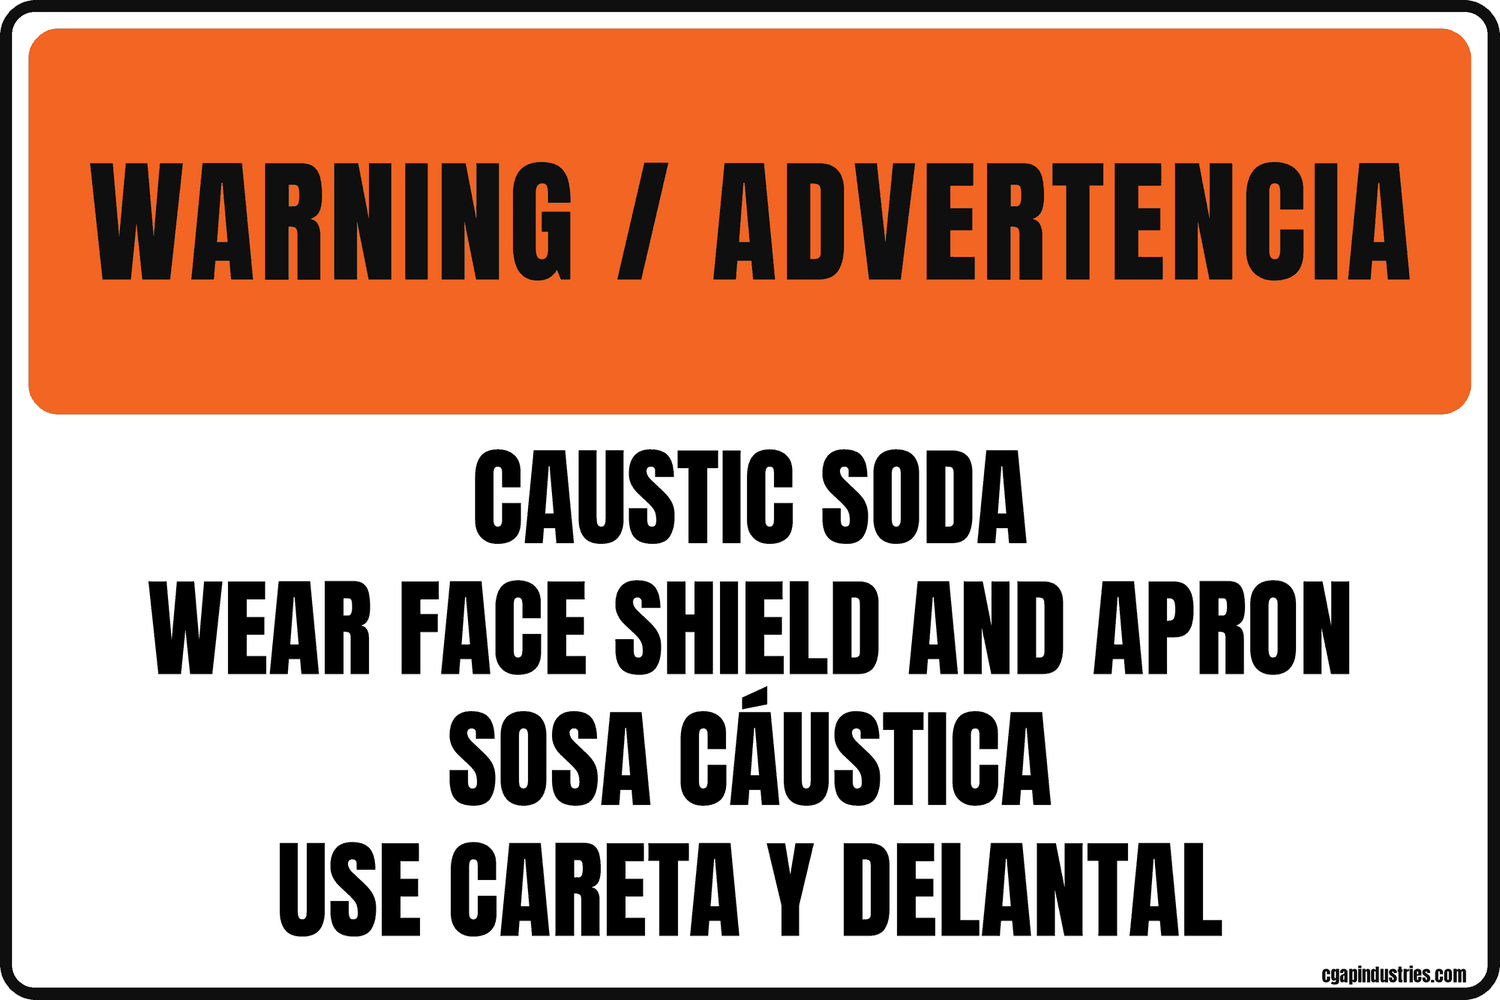 WARNING / ADVERTENCIA
CAUSTIC SODA
WEAR FACE SHIELD AND APRON
SOSA CÁUSTICA
USE CARETA Y DELANTAL
cgapindustries.com